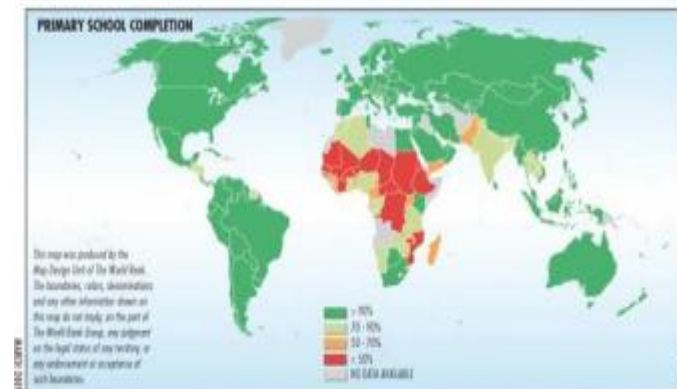 PRIMARY SCHOOL COMPLETION
This map was produced by the
Map Design Unit of The World Bank.
The boundaries, colors, denominations
and any other information shown on
this map do not imply, on the part of
The World Bank Group, any judgment
on the legal status of any territory, or
any endorsement or acceptance of
such boundaries.
> 90%
70 - 90%
50 - 70%
< 50%
NO DATA AVAILABLE
MARCH